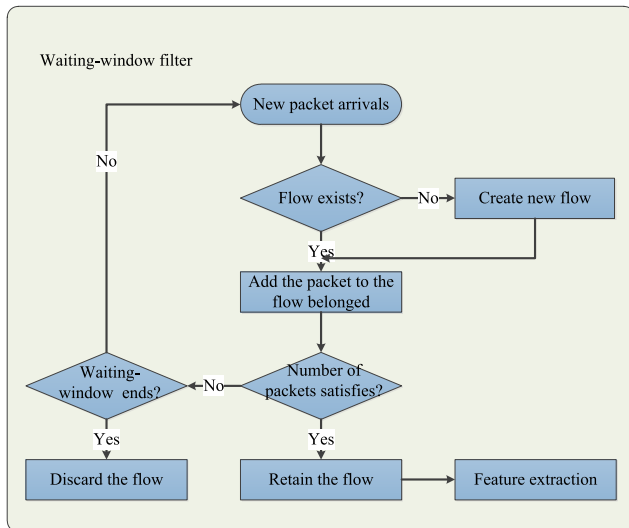 Waiting-window filter
New packet arrivals
No
Flow exists?
No
Create new flow
Yes
Add the packet to the
flow belonged
Waiting-
window ends?
No
Number of
packets satisfies?
Yes
Yes
Discard the flow
Retain the flow
Feature extraction